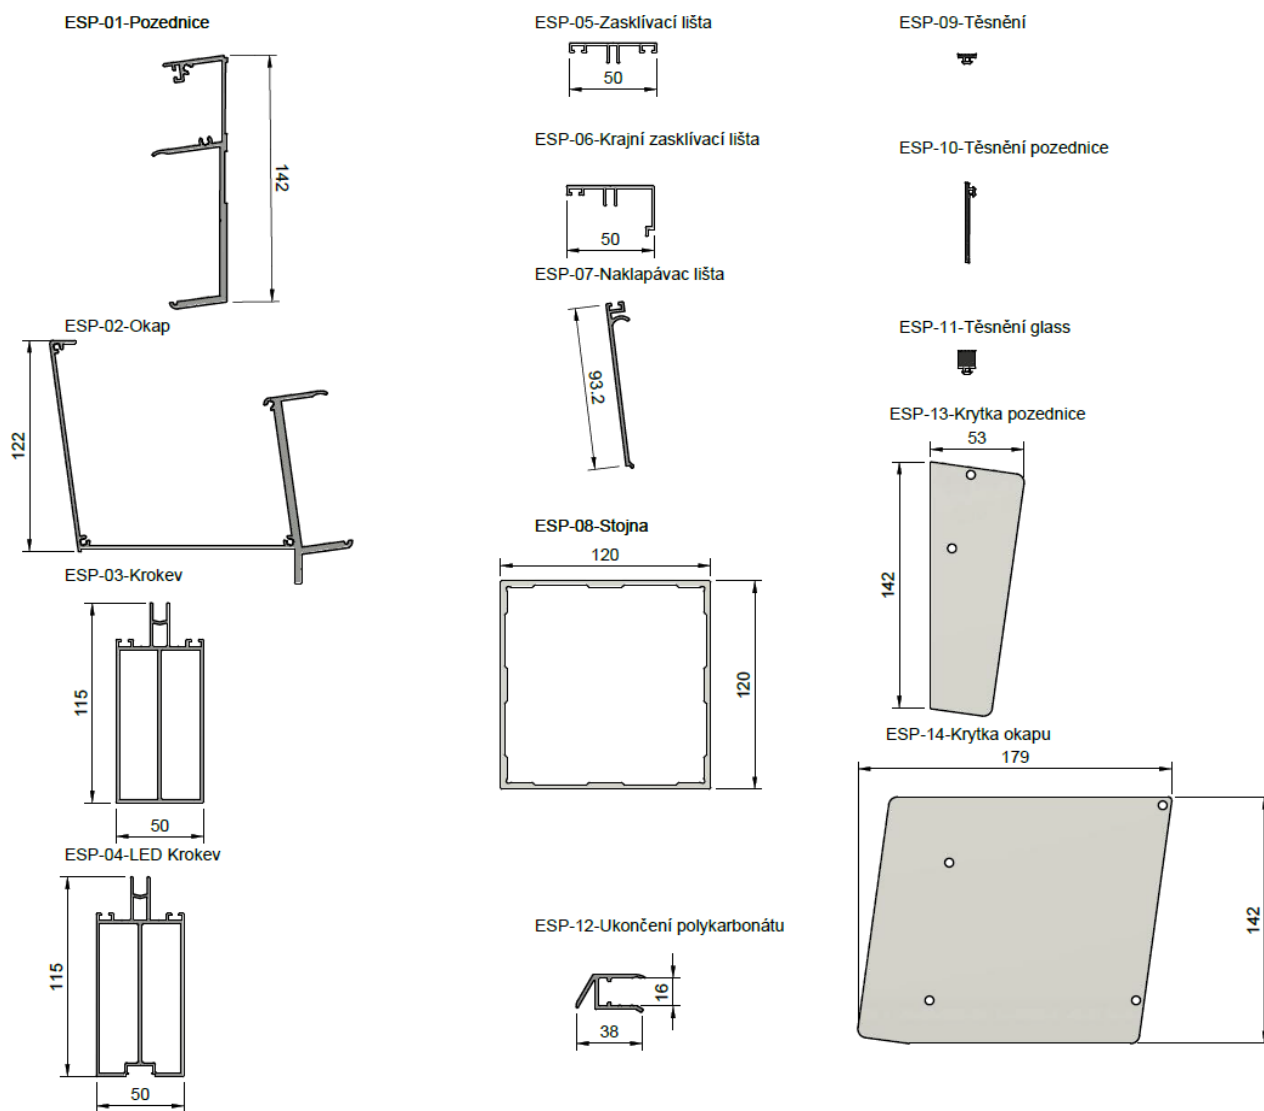 ESP-01-Pozednice
142
ESP-02-Okap
122
ESP-03-Krokev
115
50
ESP-04-LED Krokev
115
50
ESP-05-Zasklívací lišta
50
ESP-06-Krajní zasklívací lišta
50
ESP-07-Naklapávac lišta
93.2
ESP-08-Stojna
120
120
ESP-12-Ukončení polykarbonátu
16
38
ESP-09-Těsnění
ESP-10-Těsnění pozednice
ESP-11-Těsnění glass
ESP-13-Krytka pozednice
53
142
ESP-14-Krytka okapu
179
142